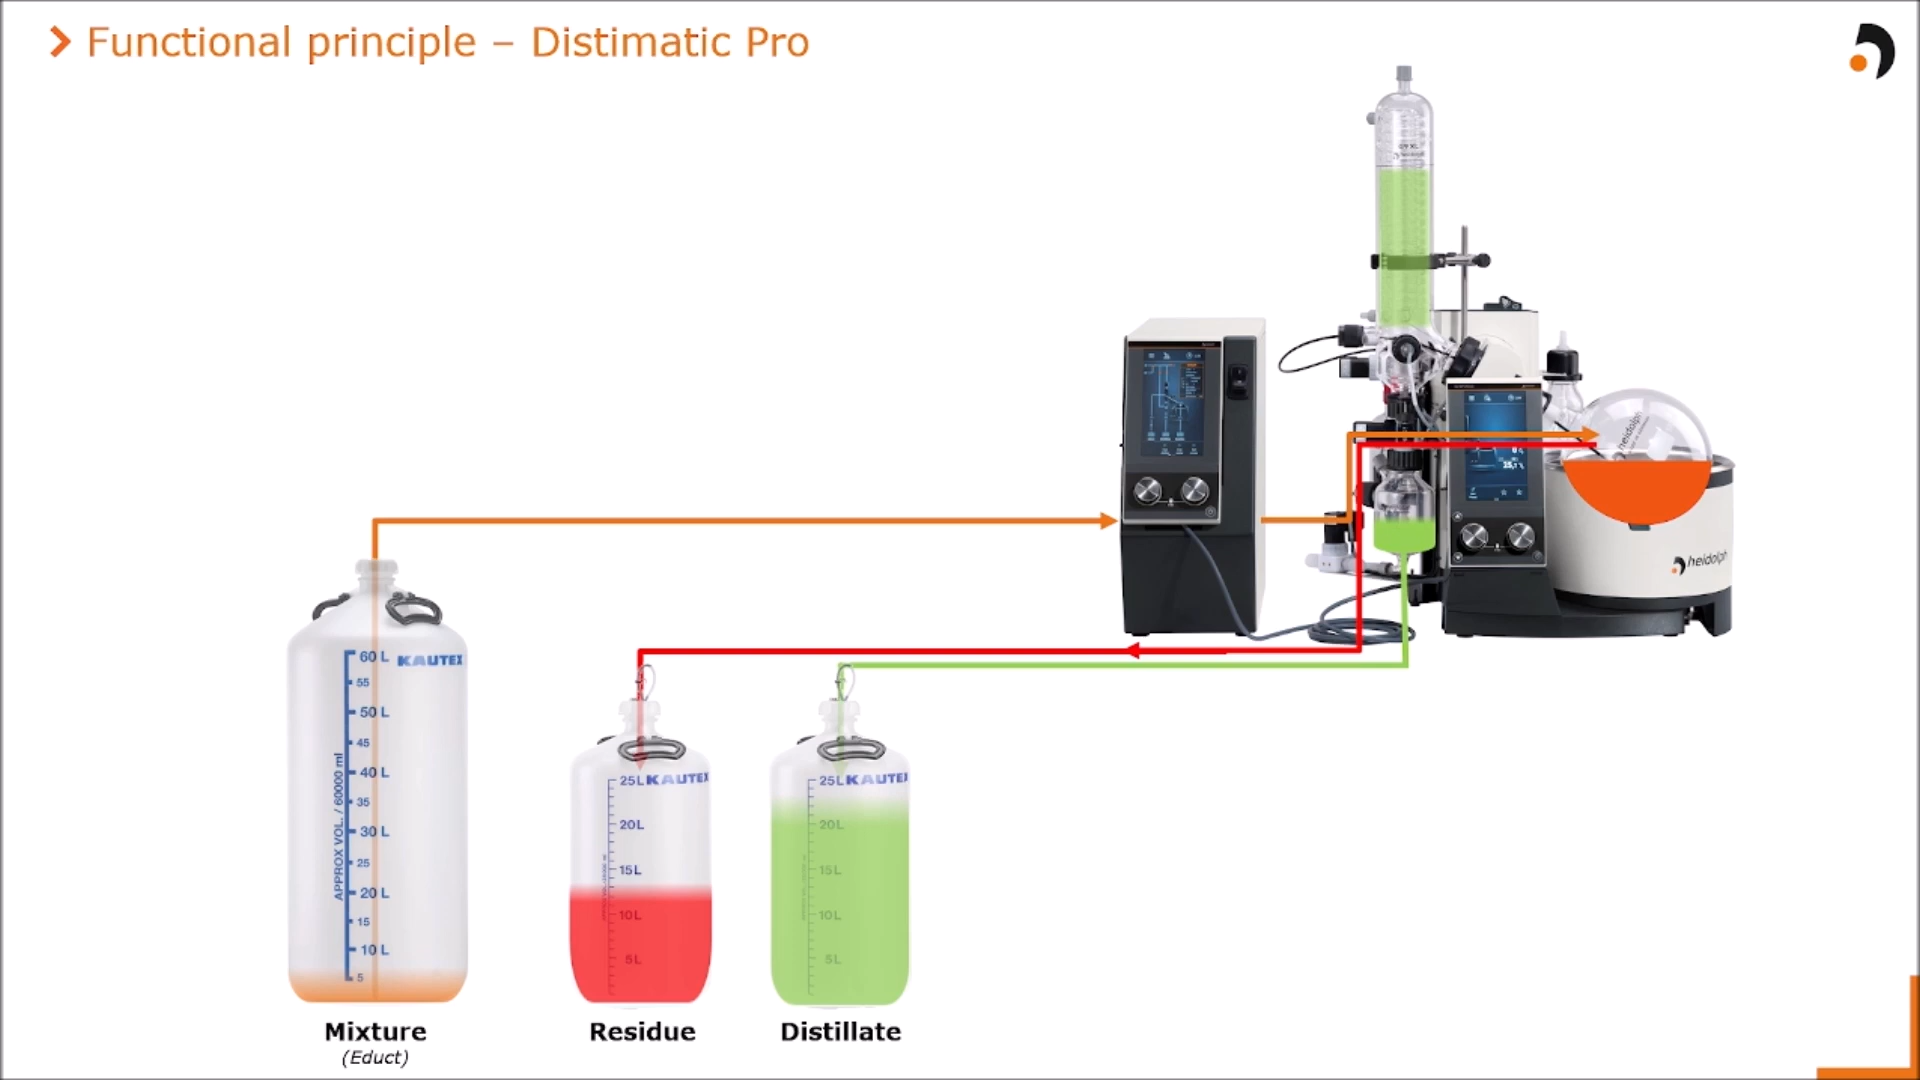 Functional principle – Distimatic Pro
heidolph
heidolph
60 L KAUTEX
55
50 L
45
40 L
35
30 L
25
20 L
15
10 L
5
APPROX VOL. / 60000 ml
25L KAUTEX
20L
15L
10L
5L
25L KAUTEX
20L
15L
10L
5L
Mixture
(Educt)
Residue
Distillate